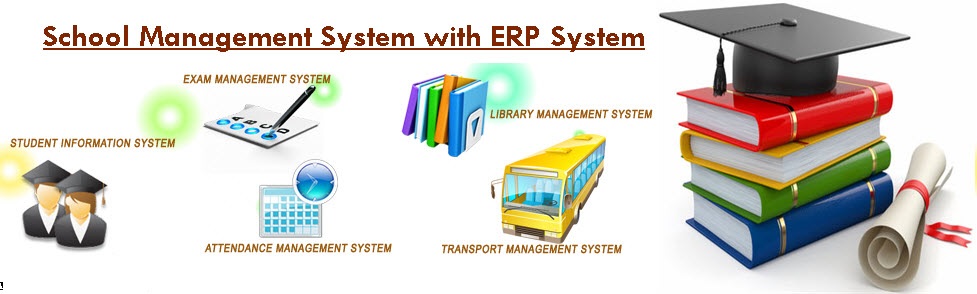 School Management System with ERP System
EXAM MANAGEMENT SYSTEM
LIBRARY MANAGEMENT SYSTEM
STUDENT INFORMATION SYSTEM
A B C D
ATTENDANCE MANAGEMENT SYSTEM
TRANSPORT MANAGEMENT SYSTEM